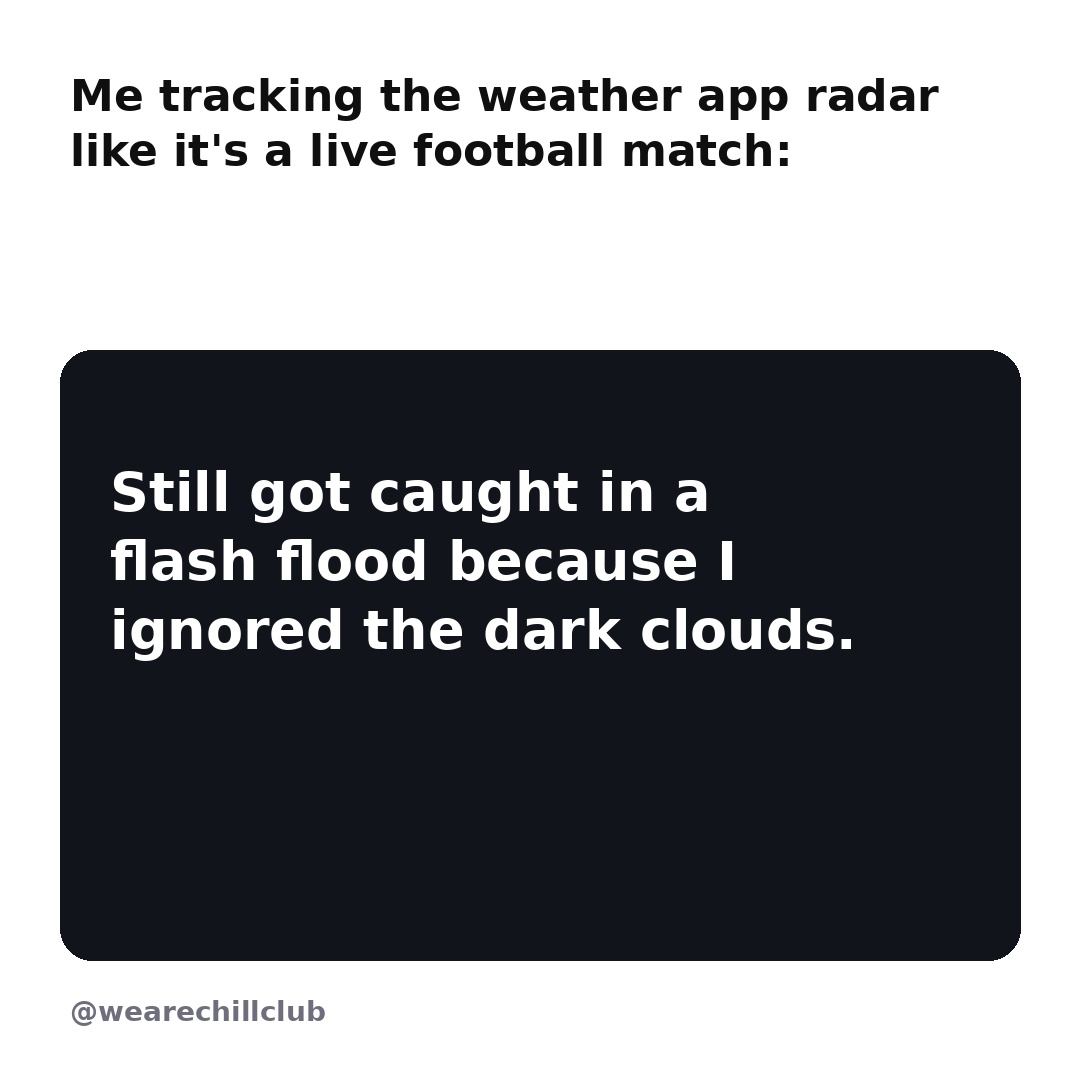 Me tracking the weather app radar
like it's a live football match:
Still got caught in a
flash flood because I
ignored the dark clouds.
@wearechillclub